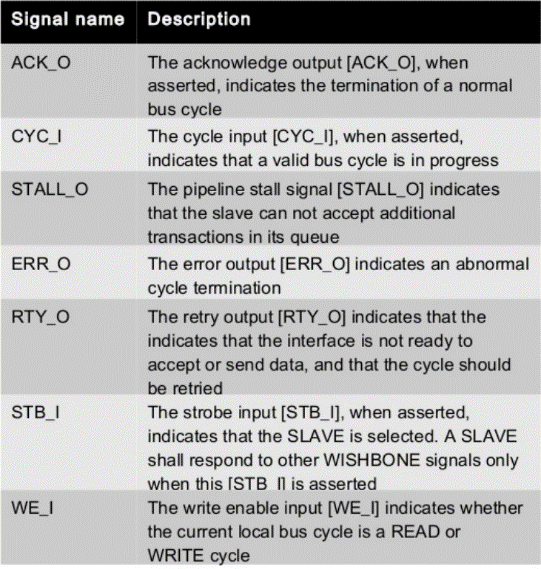 Signal name Description
ACK_O The acknowledge output [ACK_O], when
asserted, indicates the termination of a normal
bus cycle
CYC_I The cycle input [CYC_I], when asserted,
indicates that a valid bus cycle is in progress
STALL_O The pipeline stall signal [STALL_O] indicates
that the slave can not accept additional
transactions in its queue
ERR_O The error output [ERR_O] indicates an abnormal
cycle termination
RTY_O The retry output [RTY_O] indicates that the
indicates that the interface is not ready to
accept or send data, and that the cycle should
be retried
STB_I The strobe input [STB_I], when asserted,
indicates that the SLAVE is selected. A SLAVE
shall respond to other WISHBONE signals only
when this [STB_I] is asserted
WE_I The write enable input [WE_I] indicates whether
the current local bus cycle is a READ or
WRITE cycle